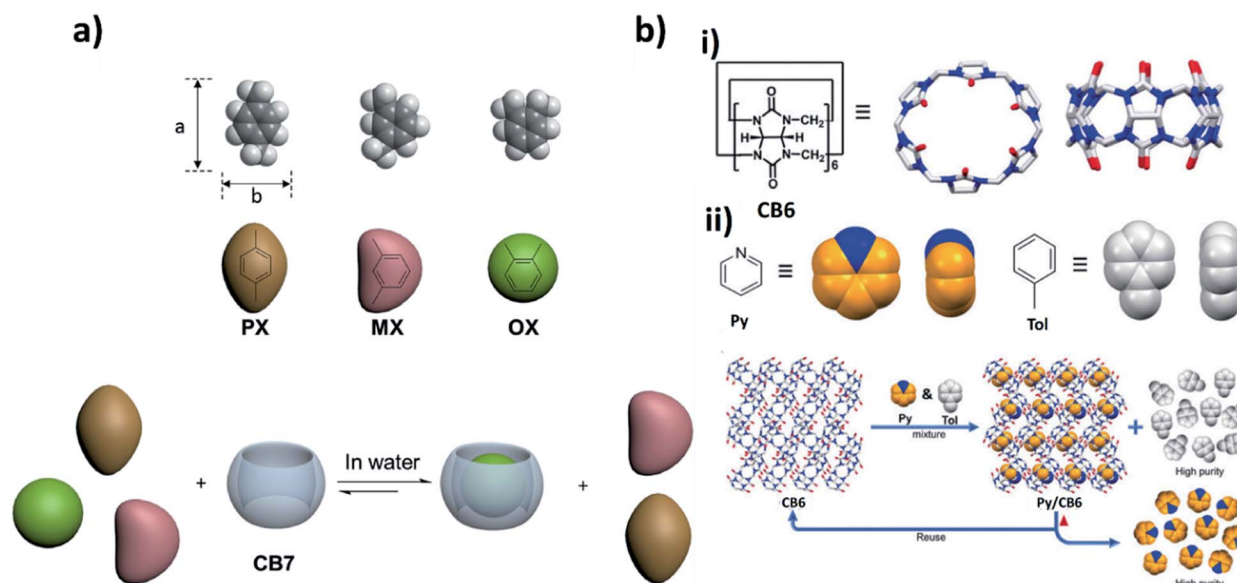 a)
a
b
PX MX OX
+
In water
+
CB7
b)
i)
O
N N CH₂
H H
N N CH₂
O
6
≡
CB6
ii)
N
≡
Py
≡
Tol
&
Py Tol
mixture
+
High purity
CB6
Py/CB6
Reuse
High purity